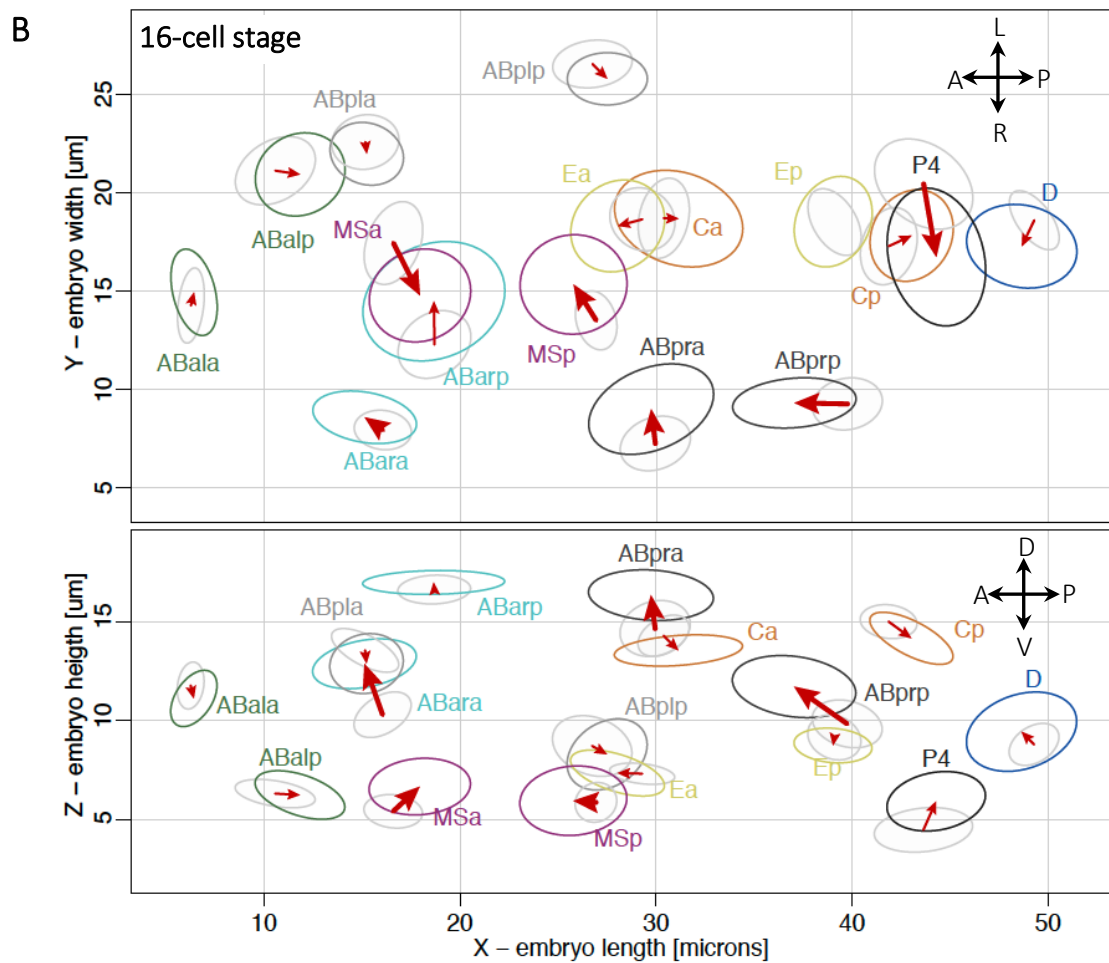 B
16-cell stage
ABplp
L
ABpla
A P
R
25
20
15
10
5
Y – embryo width [um]
Ea
Ep
P4
D
ABalp
MSa
Ca
Cp
ABala
MSp
ABarp
ABpra
ABprp
ABara
ABpra
D
A P
V
15
10
5
Z – embryo heigth [um]
ABpla
ABarp
Ca
Cp
D
ABala
ABara
ABplp
ABprp
ABalp
Ep
P4
Ea
MSa
MSp
10 20 30 40 50
X – embryo length [microns]